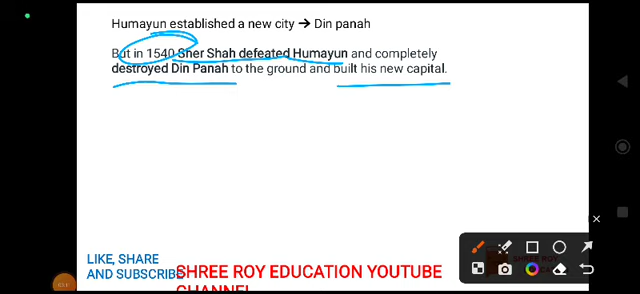 Humayun established a new city → Din panah
But in 1540 Sher Shah defeated Humayun and completely
destroyed Din Panah to the ground and built his new capital.
LIKE, SHARE
AND SUBSCRIBE
SHREE ROY EDUCATION YOUTUBE
CHANNEL